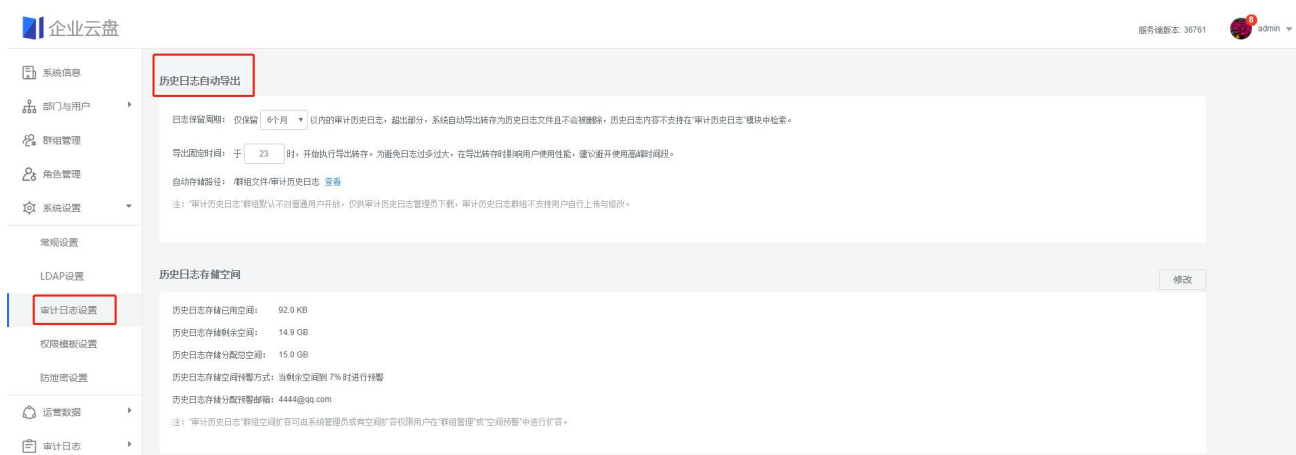 企业云盘
服务端版本: 36761
8
admin
系统信息
部门与用户
群组管理
角色管理
系统设置
常规设置
LDAP设置
审计日志设置
权限模板设置
防泄密设置
运营数据
审计日志
历史日志自动导出
日志保留周期: 仅保留 6个月 以内的审计历史日志，超出部分，系统自动导出转存为历史日志文件且不会被删除，历史日志内容不支持在"审计历史日志"模块中检索。
导出固定时间: 于 23 时，开始执行导出转存。为避免日志过多过大，在导出转存时影响用户使用性能，建议避开使用高峰时间段。
自动存储路径: /群组文件/审计历史日志 查看
注: "审计历史日志"群组默认不对普通用户开放，仅供审计历史日志管理员下载，审计历史日志群组不支持用户自行上传与修改。
历史日志存储空间
修改
历史日志存储已用空间: 92.0 KB
历史日志存储剩余空间: 14.9 GB
历史日志存储分配总空间: 15.0 GB
历史日志存储空间预警方式: 当剩余空间到 7% 时进行预警
历史日志存储分配预警邮箱: 4444@qq.com
注: "审计历史日志"群组空间扩容可由系统管理员或有空间扩容权限用户在"群组管理"或"空间预警"中进行扩容。